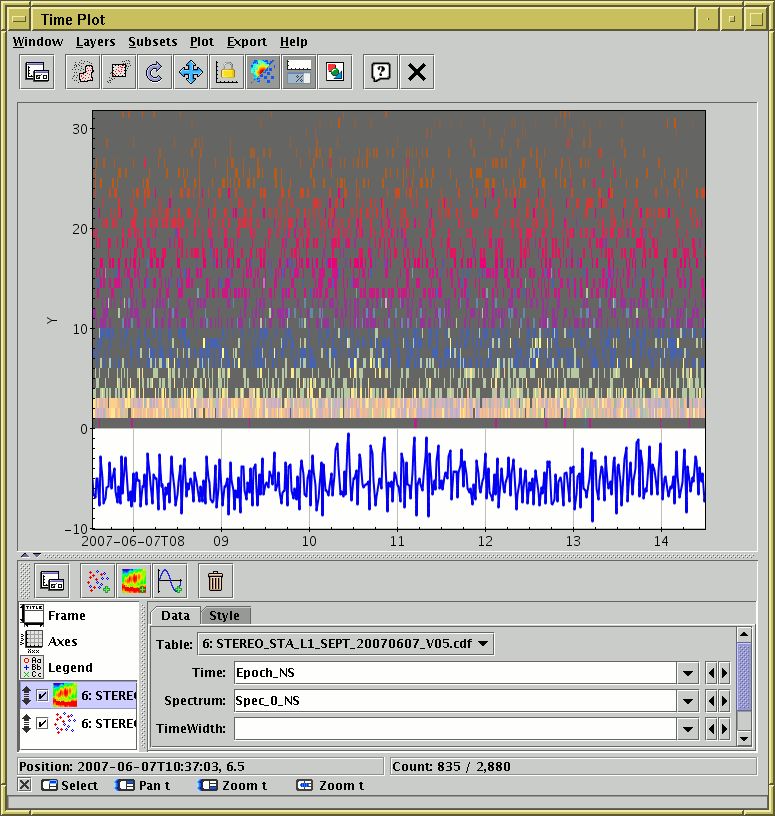 Time Plot
Window Layers Subsets Plot Export Help
30
20
Y
10
0
-10
2007-06-07T08 09 10 11 12 13 14
Frame
Axes
Legend
6: STERE
6: STERE
Data Style
Table: 6: STEREO_STA_L1_SEPT_20070607_V05.cdf
Time: Epoch_NS
Spectrum: Spec_0_NS
TimeWidth:
Position: 2007-06-07T10:37:03, 6.5 Count: 835 / 2,880
Select Pan t Zoom t Zoom t